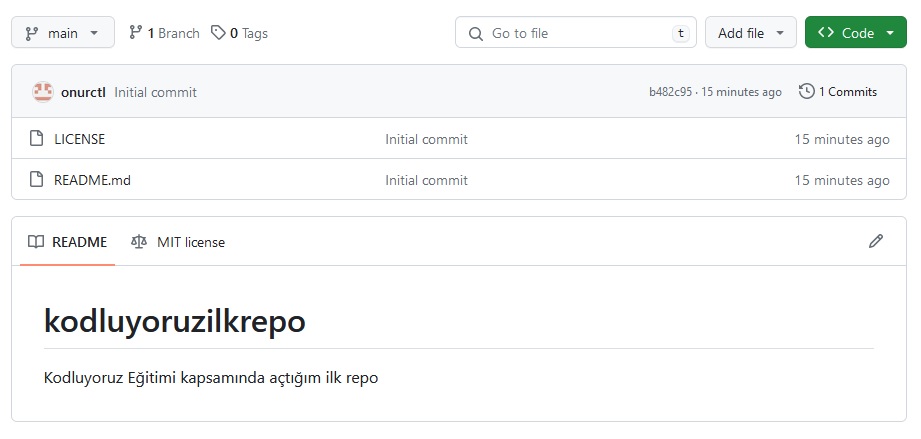 main 1 Branch 0 Tags Go to file t Add file Code
onurctl Initial commit b482c95 · 15 minutes ago 1 Commits
LICENSE Initial commit 15 minutes ago
README.md Initial commit 15 minutes ago
README MIT license
kodluyoruzilkrepo
Kodluyoruz Eğitimi kapsamında açtığım ilk repo